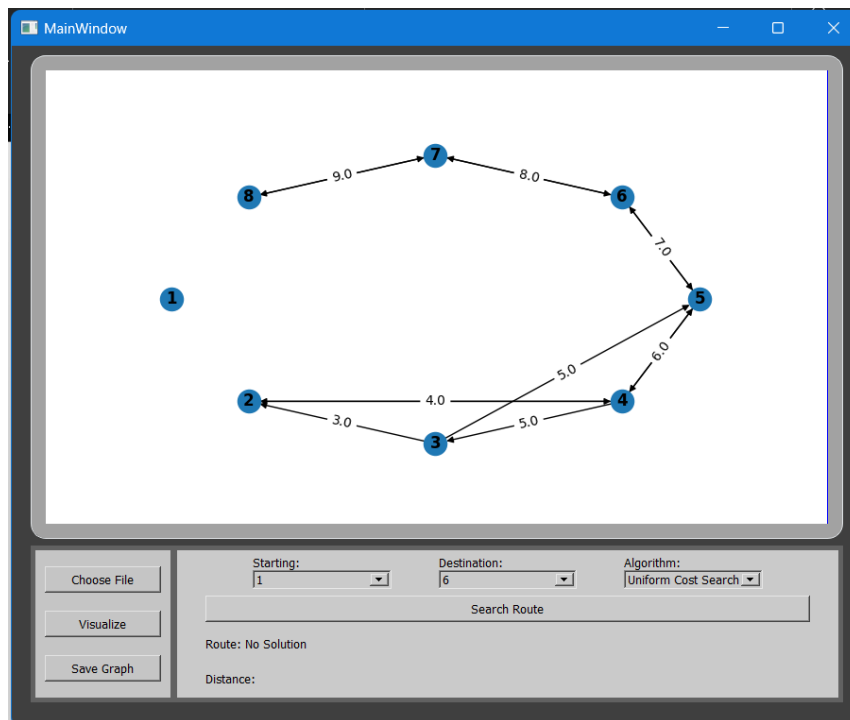 MainWindow
7
9.0
8.0
8
6
7.0
1
5
5.0
6.0
2
4.0
4
3.0
5.0
3
Choose File
Visualize
Save Graph
Starting:
1
Destination:
6
Algorithm:
Uniform Cost Search
Search Route
Route: No Solution
Distance: